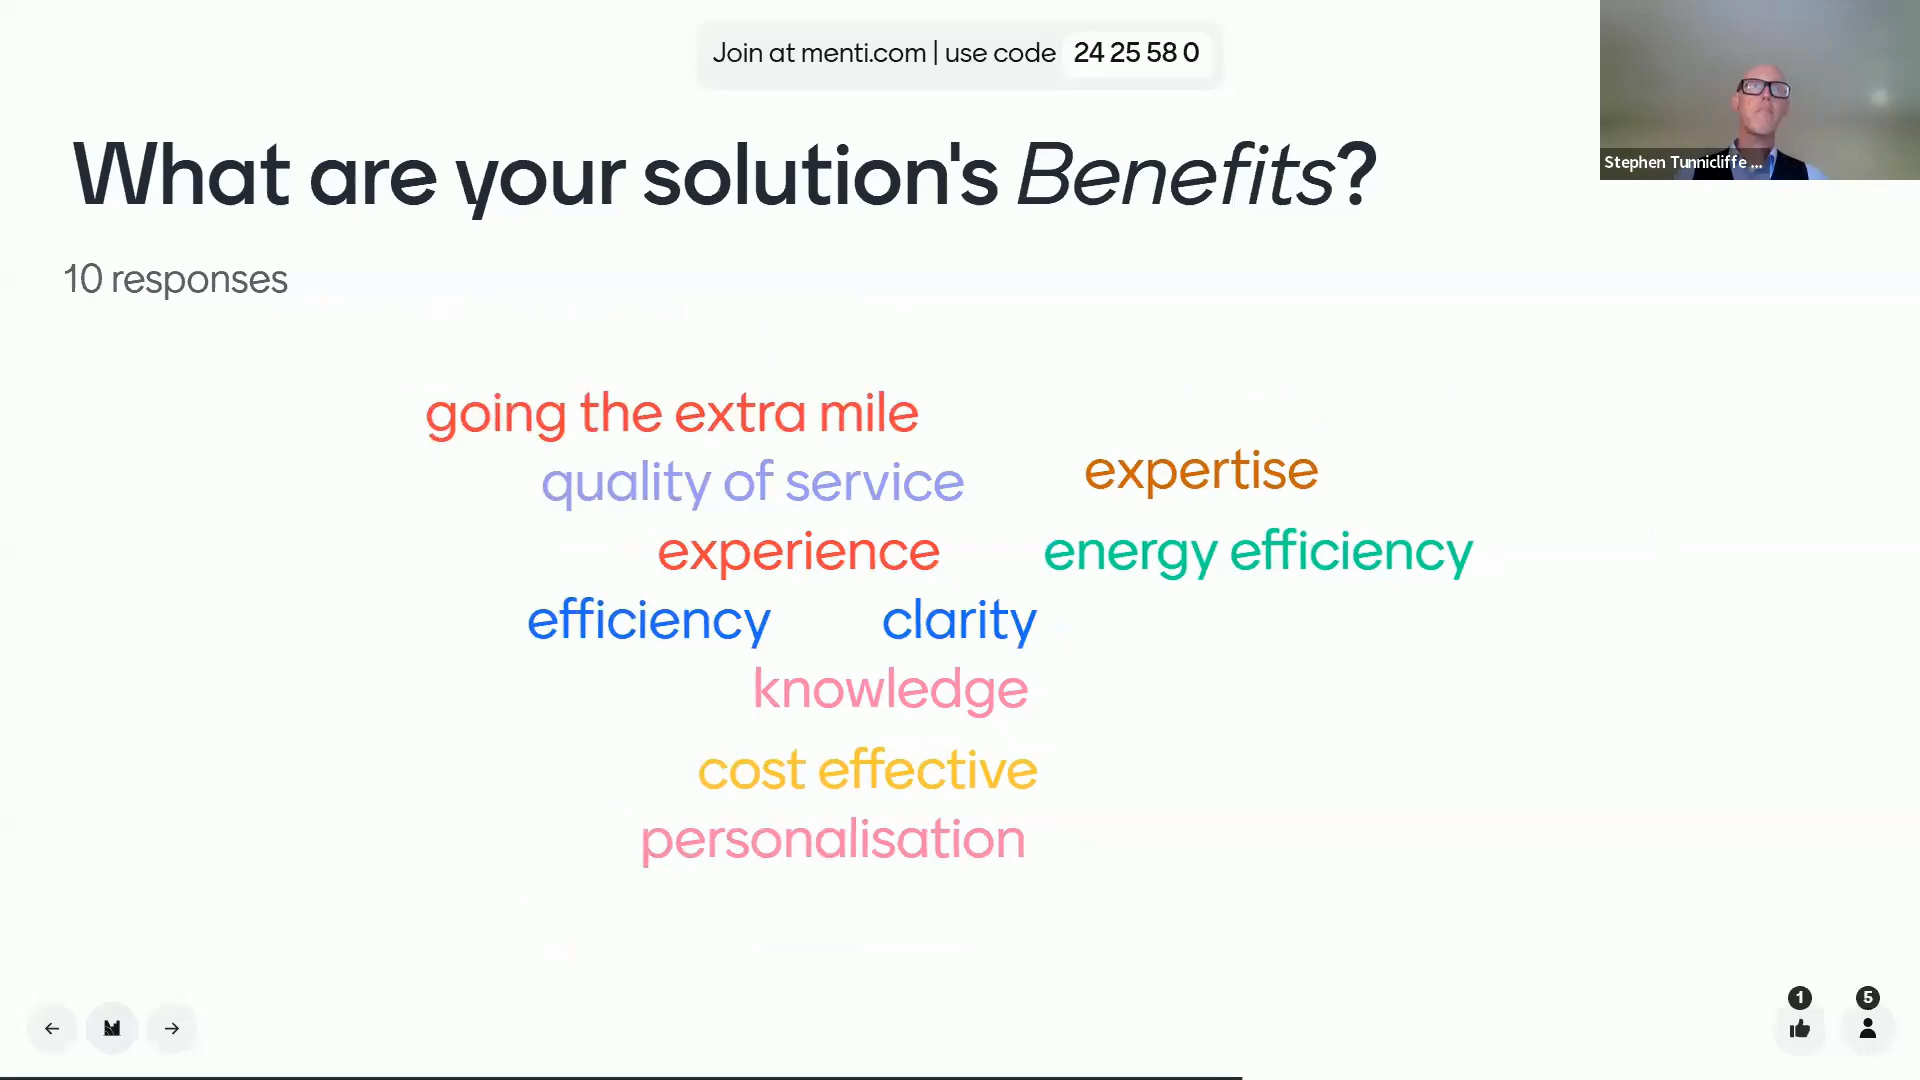 Join at menti.com | use code 24 25 58 0
What are your solution's Benefits?
Stephen Tunnicliffe ...
10 responses
going the extra mile
quality of service
expertise
experience
energy efficiency
efficiency
clarity
knowledge
cost effective
personalisation
1
5